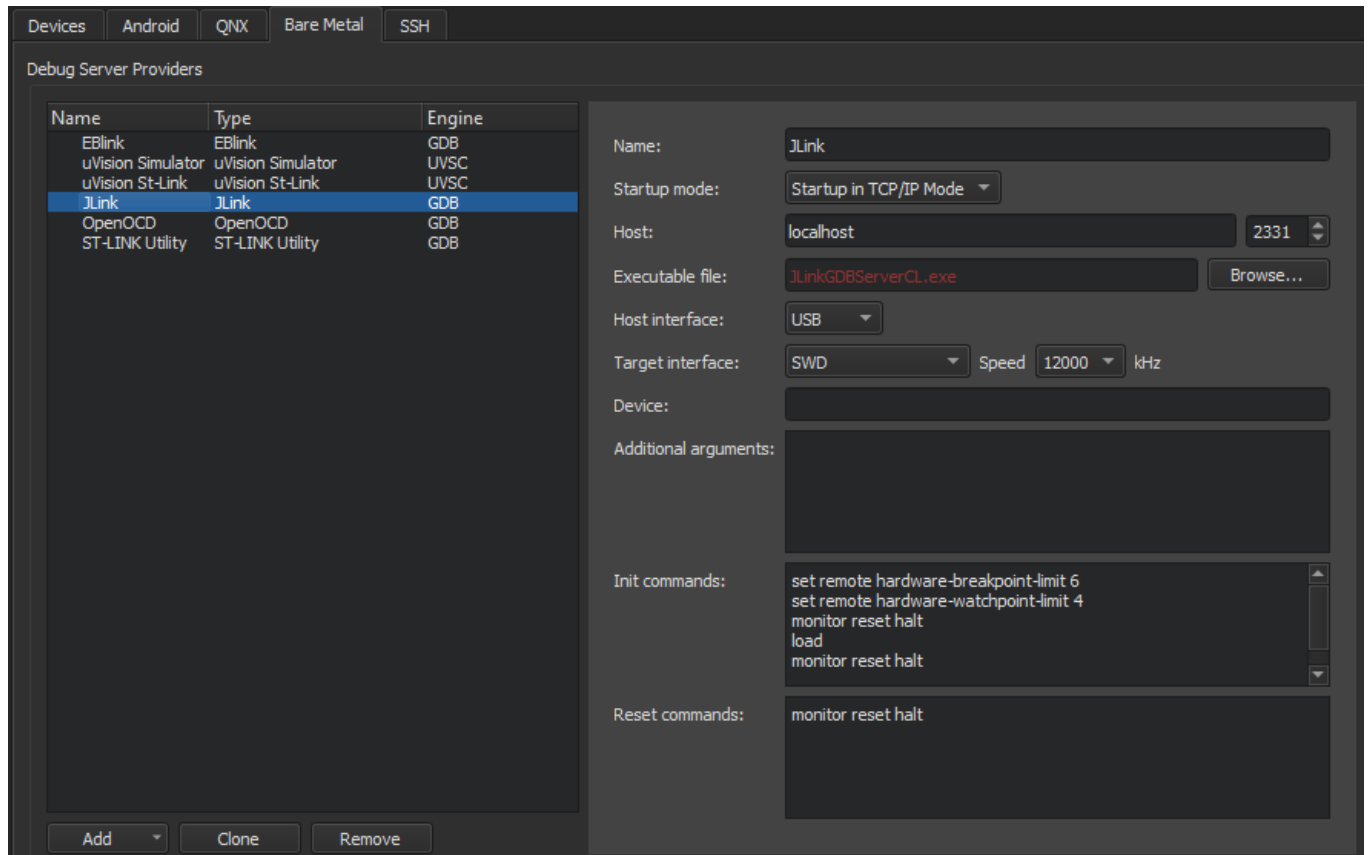 Devices Android QNX Bare Metal SSH
Debug Server Providers
Name Type Engine
EBlink EBlink GDB
uVision Simulator uVision Simulator UVSC
uVision St-Link uVision St-Link UVSC
JLink JLink GDB
OpenOCD OpenOCD GDB
ST-LINK Utility ST-LINK Utility GDB
Add Clone Remove
Name: JLink
Startup mode: Startup in TCP/IP Mode
Host: localhost 2331
Executable file: JLinkGDBServerCL.exe Browse...
Host interface: USB
Target interface: SWD Speed 12000 kHz
Device:
Additional arguments:
Init commands: set remote hardware-breakpoint-limit 6
set remote hardware-watchpoint-limit 4
monitor reset halt
load
monitor reset halt
Reset commands: monitor reset halt